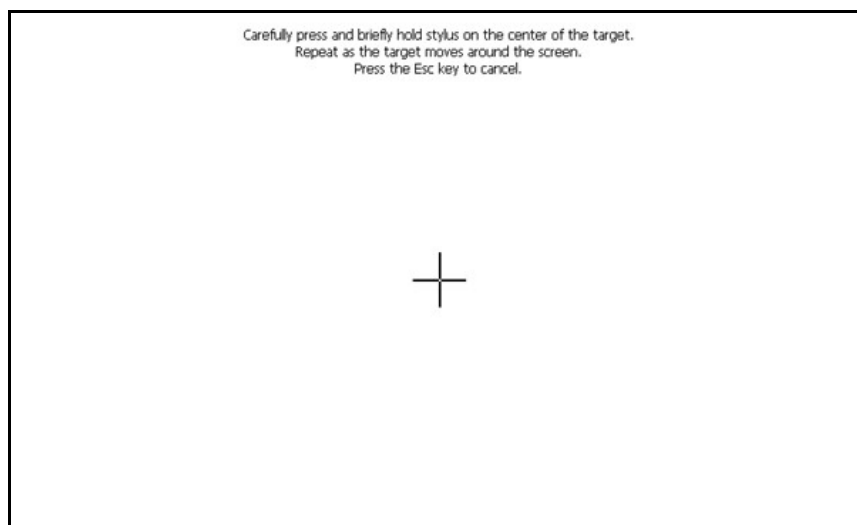 Carefully press and briefly hold stylus on the center of the target.
Repeat as the target moves around the screen.
Press the Esc key to cancel.